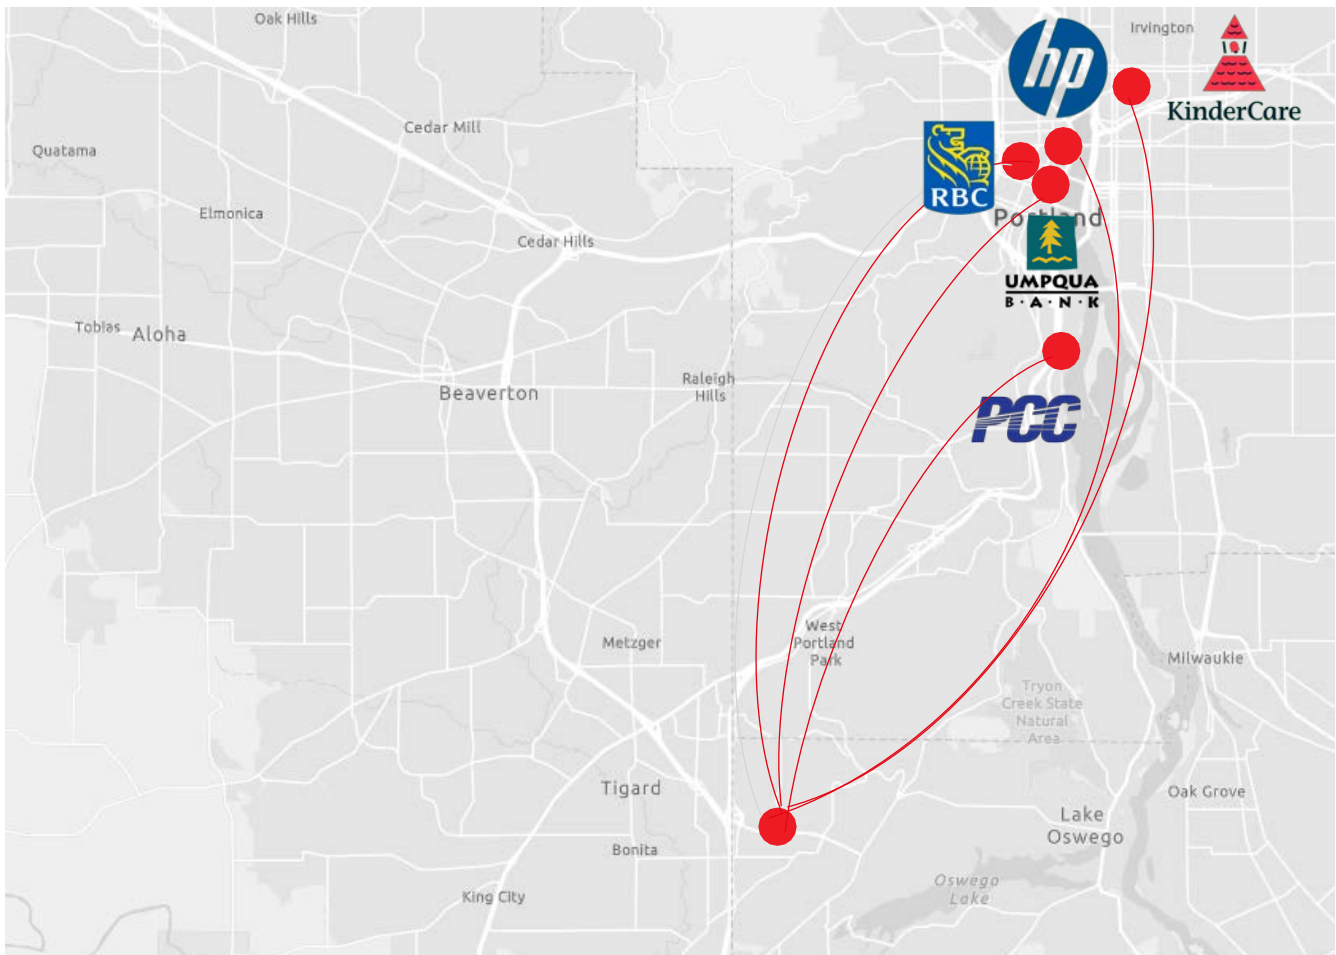 Oak Hills
Irvington
hp
KinderCare
Cedar Mill
Quatama
RBC
Elmonica
Portland
Cedar Hills
UMPQUA
B·A·N·K
Tobias
Aloha
Raleigh
Hills
Beaverton
PCC
West
Portland
Park
Metzger
Milwaukie
Tryon
Creek State
Natural
Area
Tigard
Oak Grove
Lake
Oswego
Bonita
Oswego
Lake
King City